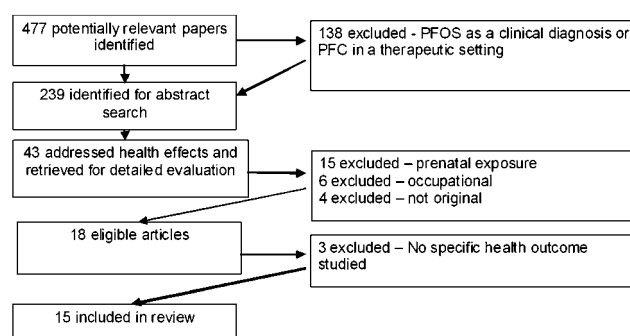 477 potentially relevant papers
identified
138 excluded - PFOS as a clinical diagnosis or
PFC in a therapeutic setting
239 identified for abstract
search
43 addressed health effects and
retrieved for detailed evaluation
15 excluded – prenatal exposure
6 excluded – occupational
4 excluded – not original
18 eligible articles
3 excluded – No specific health outcome
studied
15 included in review